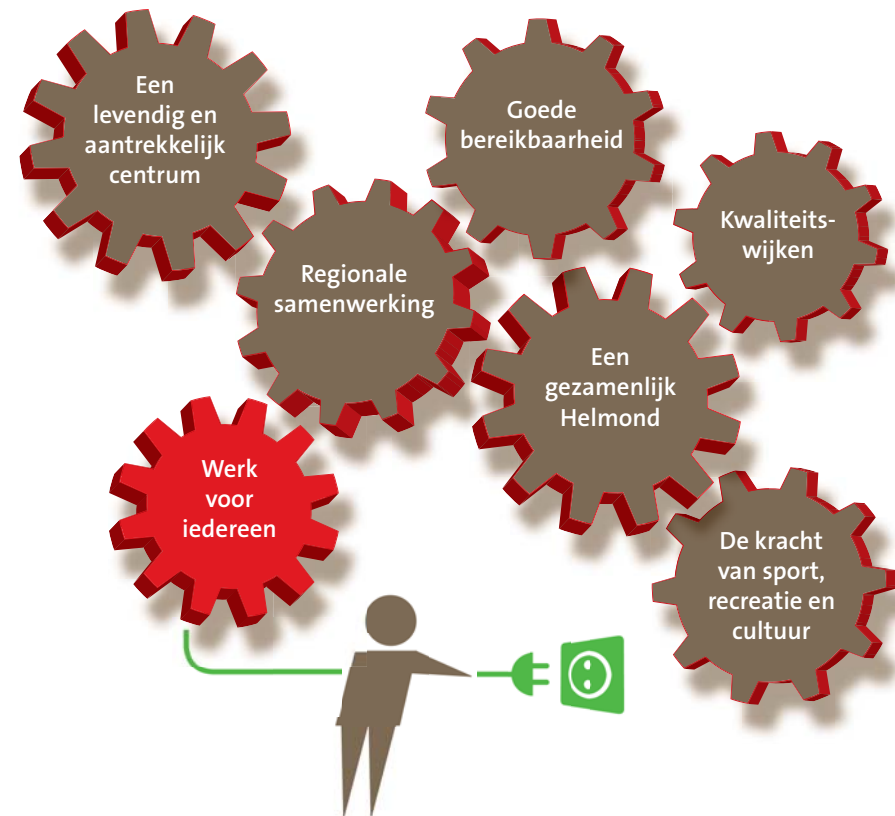 Een
levendig en
aantrekkelijk
centrum
Goede
bereikbaarheid
Kwaliteits-
wijken
Regionale
samenwerking
Een
gezamenlijk
Helmond
Werk
voor
iedereen
De kracht
van sport,
recreatie en
cultuur